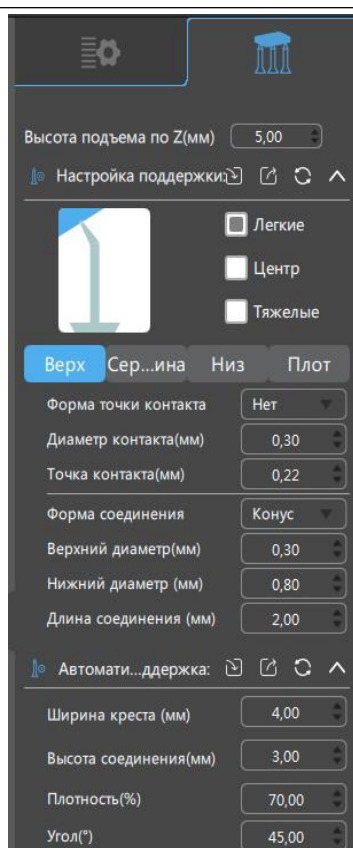 Высота подъема по Z(мм) 5,00
Настройка поддержки:
Легкие
Центр
Тяжелые
Верх Сер...ина Низ Плот
Форма точки контакта Нет
Диаметр контакта(мм) 0,30
Точка контакта(мм) 0,22
Форма соединения Конус
Верхний диаметр(мм) 0,30
Нижний диаметр (мм) 0,80
Длина соединения (мм) 2,00
Автомати...ддержка:
Ширина креста (мм) 4,00
Высота соединения(мм) 3,00
Плотность(%) 70,00
Угол(°) 45,00